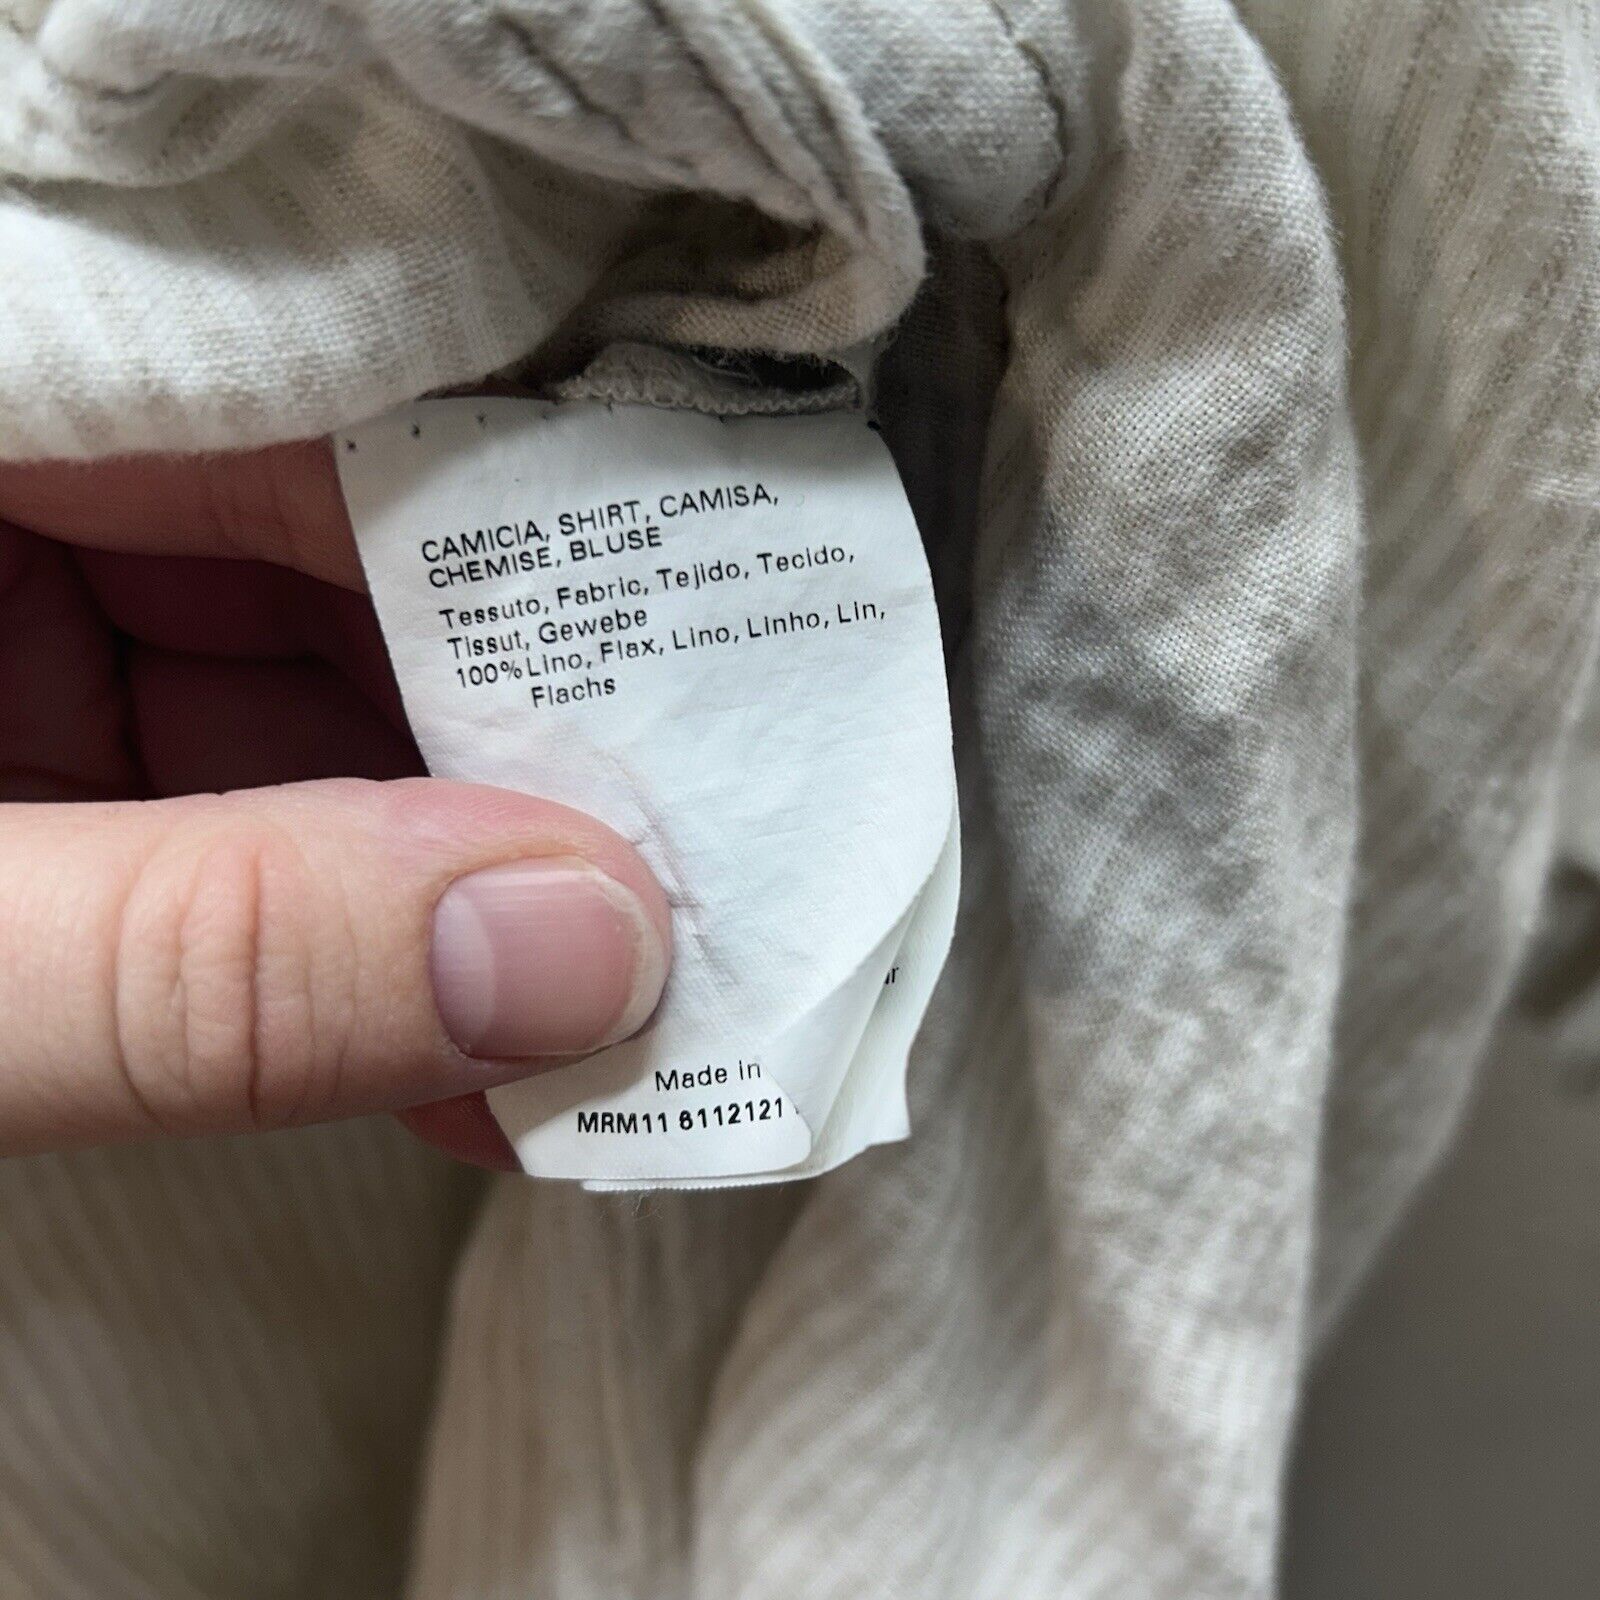 CAMICIA, SHIRT, CAMISA,
CHEMISE, BLUSE
Tessuto, Fabric, Tejido, Tecido,
Tissut, Gewebe
100% Lino, Flax, Lino, Linho, Lin,
Flachs
Made in
MRM11 8112121